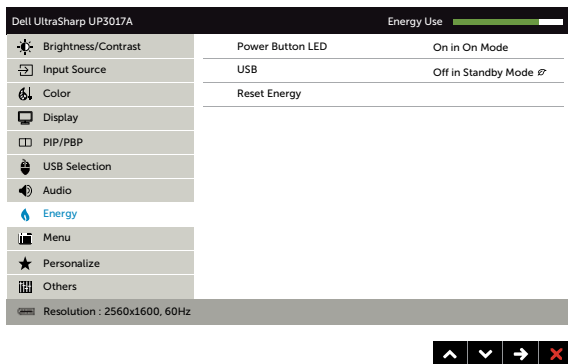 Dell UltraSharp UP3017A Energy Use
Brightness/Contrast Power Button LED On in On Mode
Input Source USB Off in Standby Mode
Color Reset Energy
Display
PIP/PBP
USB Selection
Audio
Energy
Menu
Personalize
Others
Resolution : 2560x1600, 60Hz